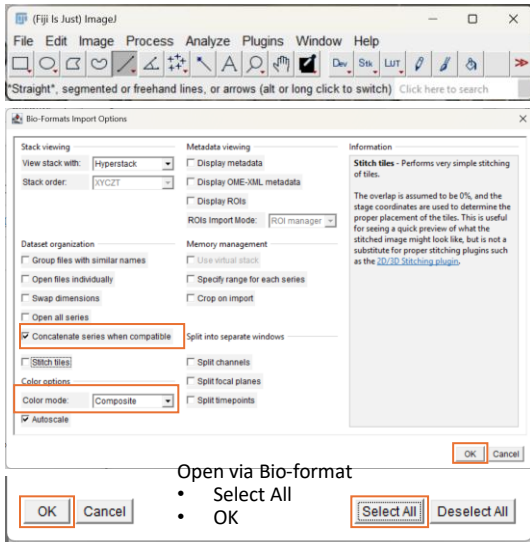 (Fiji Is Just) ImageJ
File Edit Image Process Analyze Plugins Window Help
A Dev Stk LUT
*Straight*, segmented or freehand lines, or arrows (alt or long click to switch) Click here to search
Bio-Formats Import Options
Stack viewing
View stack with: Hyperstack
Stack order: XYCZT
Metadata viewing
Display metadata
Display OME-XML metadata
Display ROIs
ROIs Import Mode: ROI manager
Information
Stitch tiles - Performs very simple stitching
of tiles.
The overlap is assumed to be 0%, and the
stage coordinates are used to determine the
proper placement of the tiles. This is useful
for seeing a quick preview of what the
stitched image might look like, but is not a
substitute for proper stitching plugins such
as the 2D/3D Stitching plugin.
Dataset organization
Group files with similar names
Open files individually
Swap dimensions
Open all series
Concatenate series when compatible
Stitch tiles
Memory management
Use virtual stack
Specify range for each series
Crop on import
Split into separate windows
Split channels
Split focal planes
Split timepoints
Color options
Color mode: Composite
Autoscale
OK Cancel
Open via Bio-format
• Select All
• OK
OK Cancel
Select All Deselect All